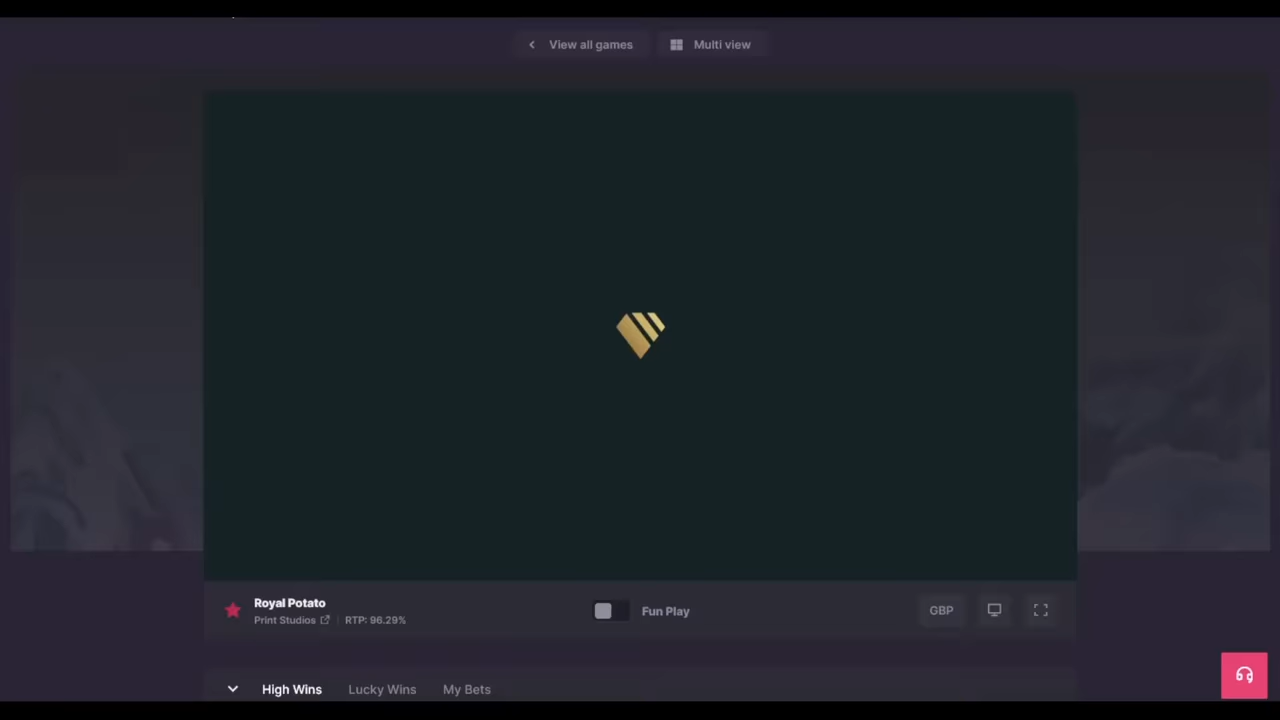 View all games
Multi view
Royal Potato
Print Studios
RTP: 96.29%
Fun Play
GBP
High Wins
Lucky Wins
My Bets